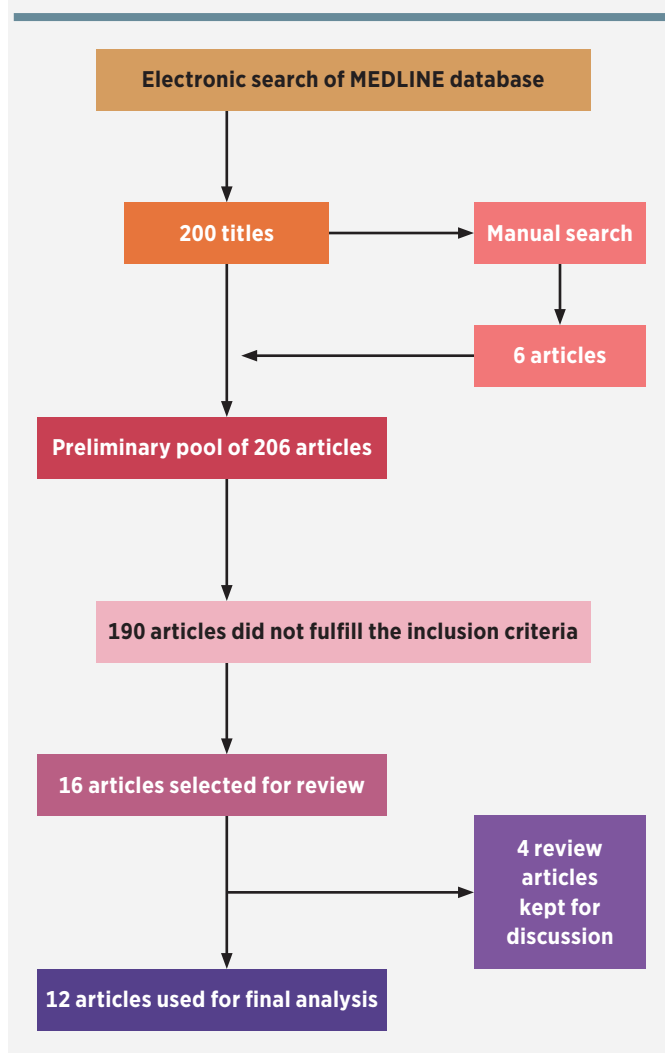 Electronic search of MEDLINE database
200 titles
Manual search
6 articles
Preliminary pool of 206 articles
190 articles did not fulfill the inclusion criteria
16 articles selected for review
4 review
articles
kept for
discussion
12 articles used for final analysis